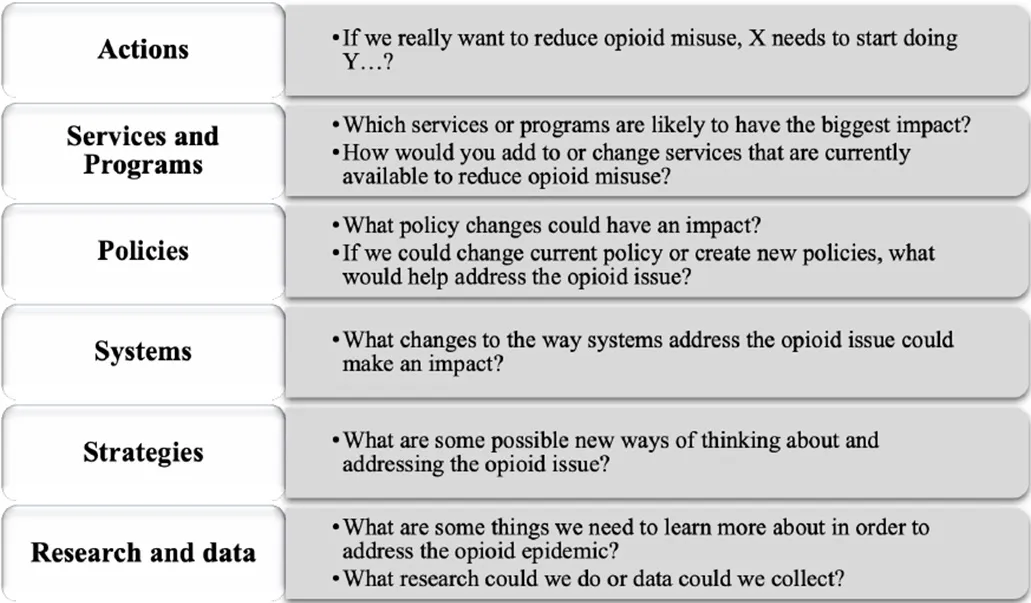 Actions
•If we really want to reduce opioid misuse, X needs to start doing
Y…?
Services and
Programs
•Which services or programs are likely to have the biggest impact?
•How would you add to or change services that are currently
available to reduce opioid misuse?
Policies
•What policy changes could have an impact?
•If we could change current policy or create new policies, what
would help address the opioid issue?
Systems
•What changes to the way systems address the opioid issue could
make an impact?
Strategies
•What are some possible new ways of thinking about and
addressing the opioid issue?
Research and data
•What are some things we need to learn more about in order to
address the opioid epidemic?
•What research could we do or data could we collect?